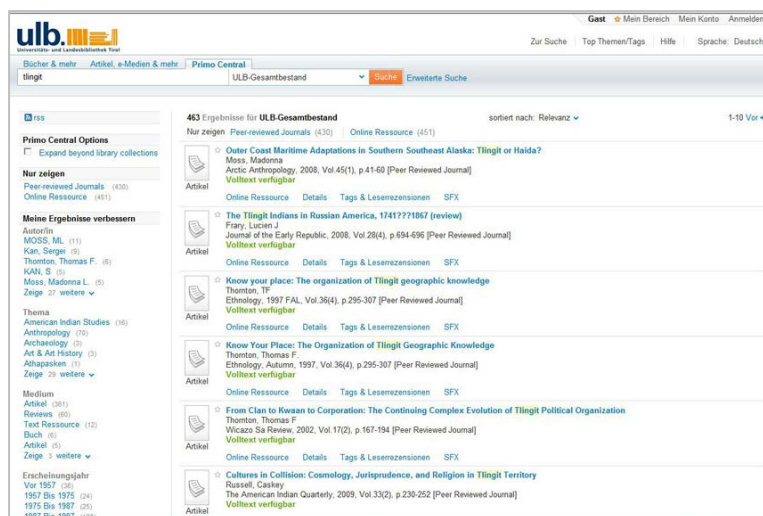 Gast Mein Bereich Mein Konto Anmelden
ulb.
Universitäts- und Landesbibliothek Tirol
Zur Suche Top Themen/Tags Hilfe Sprache: Deutsch
Bücher & mehr Artikel, e-Medien & mehr Primo Central
tlingit ULB-Gesamtbestand Suche Erweiterte Suche
rss
463 Ergebnisse für ULB-Gesamtbestand sortiert nach: Relevanz 1-10 Vor
Nur zeigen Peer-reviewed Journals (430) Online Ressource (451)
Primo Central Options
Expand beyond library collections
Nur zeigen
Peer-reviewed Journals (430)
Online Ressource (451)
Meine Ergebnisse verbessern
Autor/in
MOSS, ML (11)
Kan, Sergei (9)
Thornton, Thomas F. (6)
KAN, S (5)
Moss, Madonna L. (5)
Zeige 27 weitere
Thema
American Indian Studies (16)
Anthropology (70)
Archaeology (3)
Art & Art History (3)
Athapasken (1)
Zeige 29 weitere
Medium
Artikel (361)
Reviews (60)
Text Ressource (12)
Buch (6)
Artikel (5)
Zeige 3 weitere
Erscheinungsjahr
Vor 1957 (36)
1957 Bis 1975 (24)
1975 Bis 1987 (25)
Outer Coast Maritime Adaptations in Southern Southeast Alaska: Tlingit or Haida?
Moss, Madonna
Arctic Anthropology, 2008, Vol.45(1), p.41-60 [Peer Reviewed Journal]
Volltext verfügbar
Artikel
Online Ressource Details Tags & Leserrezensionen SFX
The Tlingit Indians in Russian America, 1741???1867 (review)
Frary, Lucien J
Journal of the Early Republic, 2008, Vol.28(4), p.694-696 [Peer Reviewed Journal]
Volltext verfügbar
Artikel
Online Ressource Details Tags & Leserrezensionen SFX
Know your place: The organization of Tlingit geographic knowledge
Thornton, TF
Ethnology, 1997 FAL, Vol.36(4), p.295-307 [Peer Reviewed Journal]
Volltext verfügbar
Artikel
Online Ressource Details Tags & Leserrezensionen SFX
Know Your Place: The Organization of Tlingit Geographic Knowledge
Thornton, Thomas F.
Ethnology, Autumn, 1997, Vol.36(4), p.295-307 [Peer Reviewed Journal]
Volltext verfügbar
Artikel
Online Ressource Details Tags & Leserrezensionen SFX
From Clan to Kwaan to Corporation: The Continuing Complex Evolution of Tlingit Political Organization
Thornton, Thomas F
Wicazo Sa Review, 2002, Vol.17(2), p.167-194 [Peer Reviewed Journal]
Volltext verfügbar
Artikel
Online Ressource Details Tags & Leserrezensionen SFX
Cultures in Collision: Cosmology, Jurisprudence, and Religion in Tlingit Territory
Russell, Caskey
The American Indian Quarterly, 2009, Vol.33(2), p.230-252 [Peer Reviewed Journal]
Volltext verfügbar
Artikel